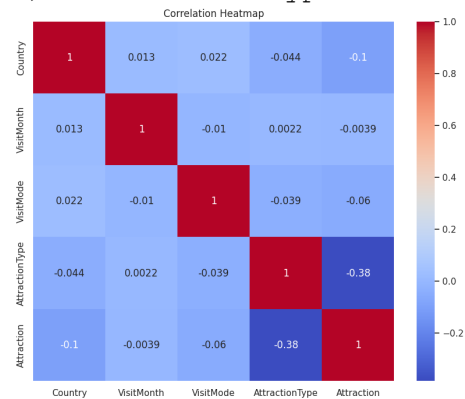 Correlation Heatmap
Country 1 0.013 0.022 -0.044 -0.1 1.0
VisitMonth 0.013 1 -0.01 0.0022 -0.0039 0.8
VisitMode 0.022 -0.01 1 -0.039 -0.06 0.6
AttractionType -0.044 0.0022 -0.039 1 -0.38 0.4
Attraction -0.1 -0.0039 -0.06 -0.38 1 0.2
0.0
-0.2
Country VisitMonth VisitMode AttractionType Attraction